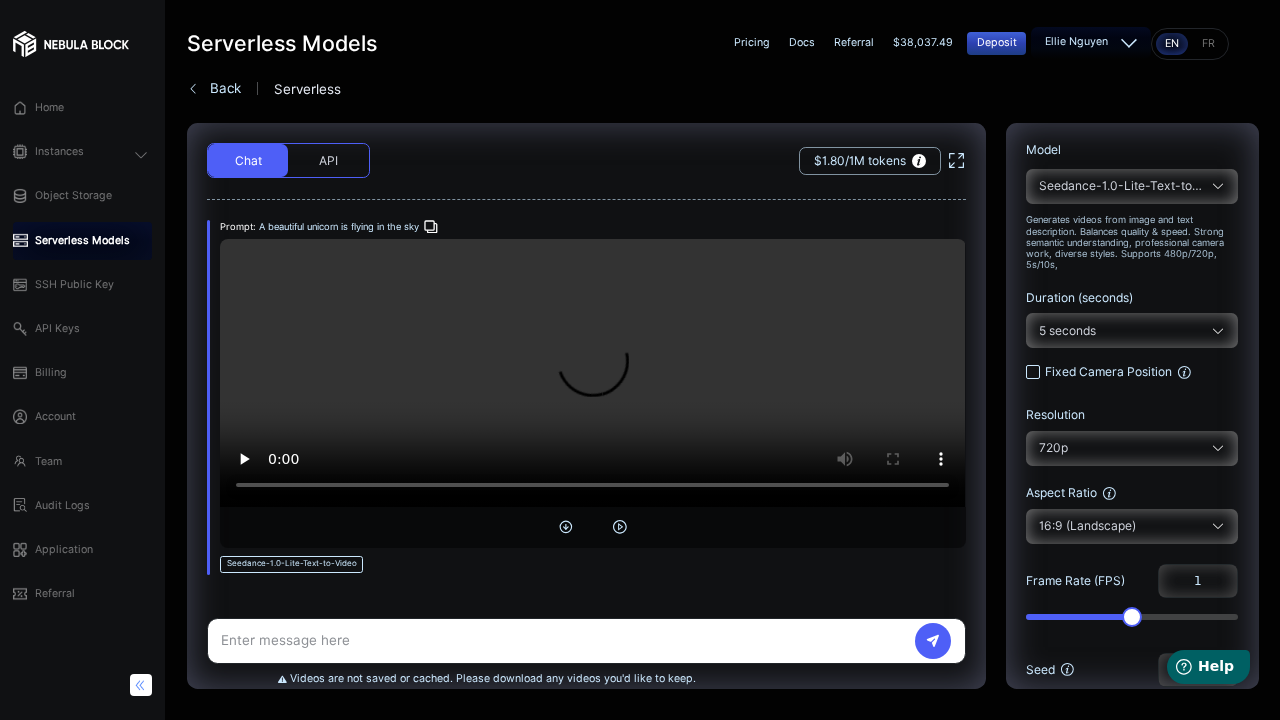 NEBULA BLOCK
Home
Instances
Object Storage
Serverless Models
SSH Public Key
API Keys
Billing
Account
Team
Audit Logs
Application
Referral
Serverless Models
Pricing
Docs
Referral
$38,037.49
Deposit
Ellie Nguyen
EN
FR
Back
Serverless
Chat
API
$1.80/1M tokens
Prompt: A beautiful unicorn is flying in the sky
0:00
Seedance-1.0-Lite-Text-to-Video
Enter message here
Videos are not saved or cached. Please download any videos you'd like to keep.
Model
Seedance-1.0-Lite-Text-to...
Generates videos from image and text
description. Balances quality & speed. Strong
semantic understanding, professional camera
work, diverse styles. Supports 480p/720p,
5s/10s,
Duration (seconds)
5 seconds
Fixed Camera Position
Resolution
720p
Aspect Ratio
16:9 (Landscape)
Frame Rate (FPS)
1
Seed
Help